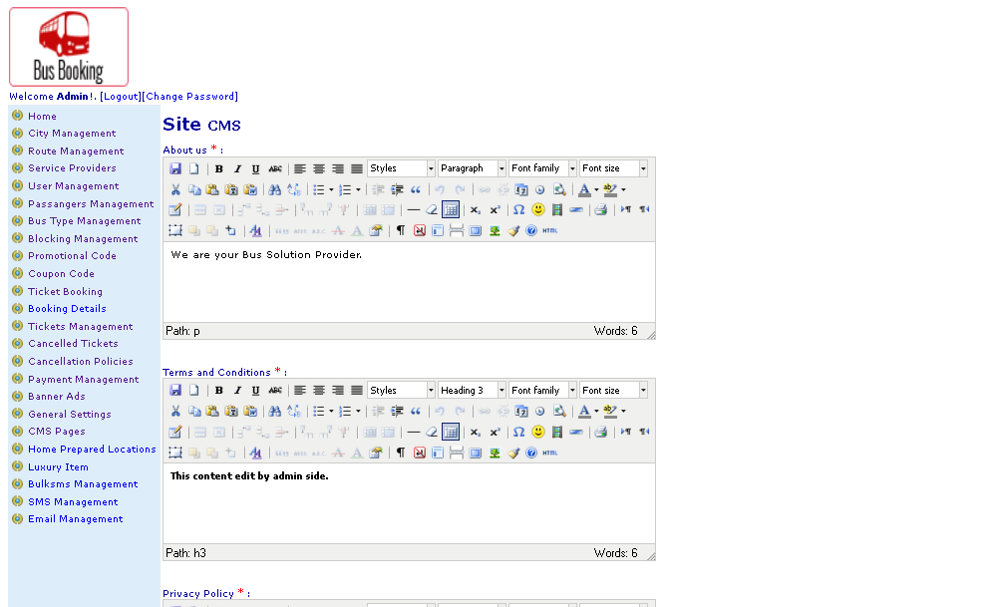 Bus Booking
Welcome Admin!. [Logout][Change Password]
Home
City Management
Route Management
Service Providers
User Management
Passangers Management
Bus Type Management
Blocking Management
Promotional Code
Coupon Code
Ticket Booking
Booking Details
Tickets Management
Cancelled Tickets
Cancellation Policies
Payment Management
Banner Ads
General Settings
CMS Pages
Home Prepared Locations
Luxury Item
Bulksms Management
SMS Management
Email Management
Site CMS
About us * :
B I U ABC Styles Paragraph Font family Font size
HTML
We are your Bus Solution Provider.
Path: p Words: 6
Terms and Conditions * :
B I U ABC Styles Heading 3 Font family Font size
HTML
This content edit by admin side.
Path: h3 Words: 6
Privacy Policy * :